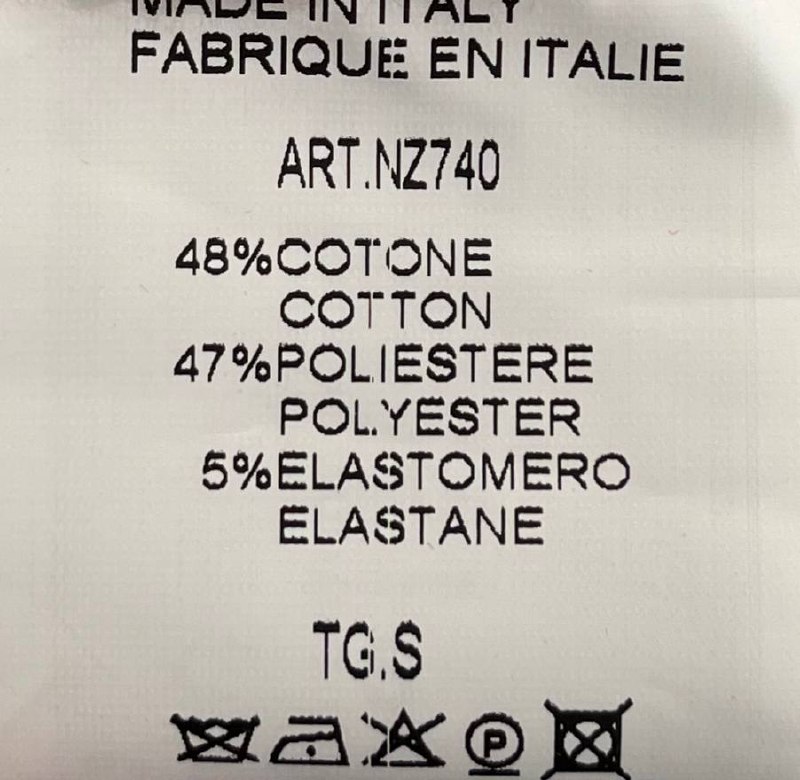 MADE IN ITALY
FABRIQUE EN ITALIE
ART.NZ740
48%COTONE
COTTON
47%POLIESTERE
POLYESTER
5%ELASTOMERO
ELASTANE
TG.S
P